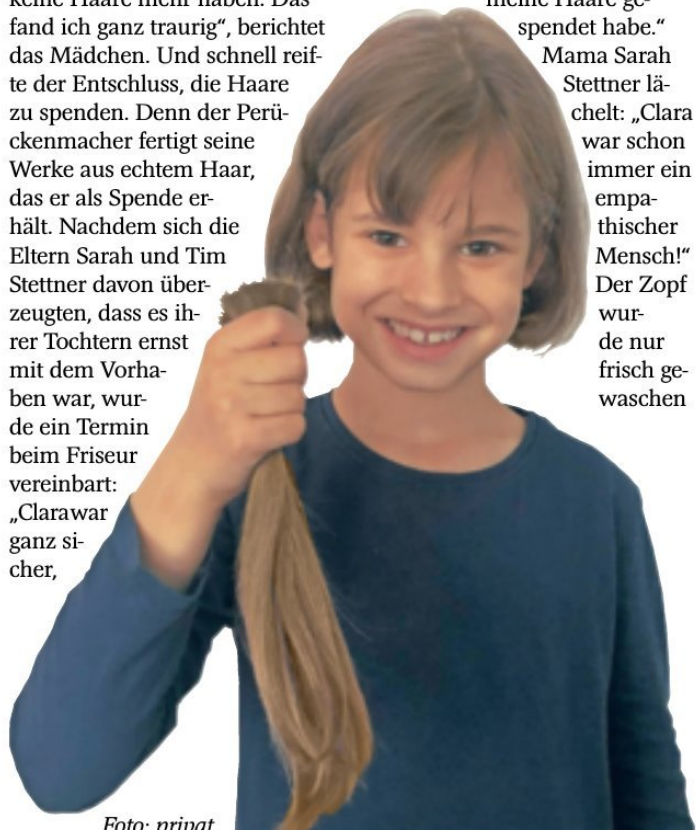 keine Haare mehr haben. Das
fand ich ganz traurig“, berichtet
das Mädchen. Und schnell reif-
te der Entschluss, die Haare
zu spenden. Denn der Perü-
ckenmacher fertigt seine
Werke aus echtem Haar,
das er als Spende er-
hält. Nachdem sich die
Eltern Sarah und Tim
Stettner davon über-
zeugten, dass es ih-
rer Tochtern ernst
mit dem Vorha-
ben war, wur-
de ein Termin
beim Friseur
vereinbart:
„Clarawar
ganz si-
cher,
meine Haare ge-
spendet habe.“
Mama Sarah
Stettner lä-
chelt: „Clara
war schon
immer ein
empa-
thischer
Mensch!“
Der Zopf
wur-
de nur
frisch ge-
waschen
Foto: privat